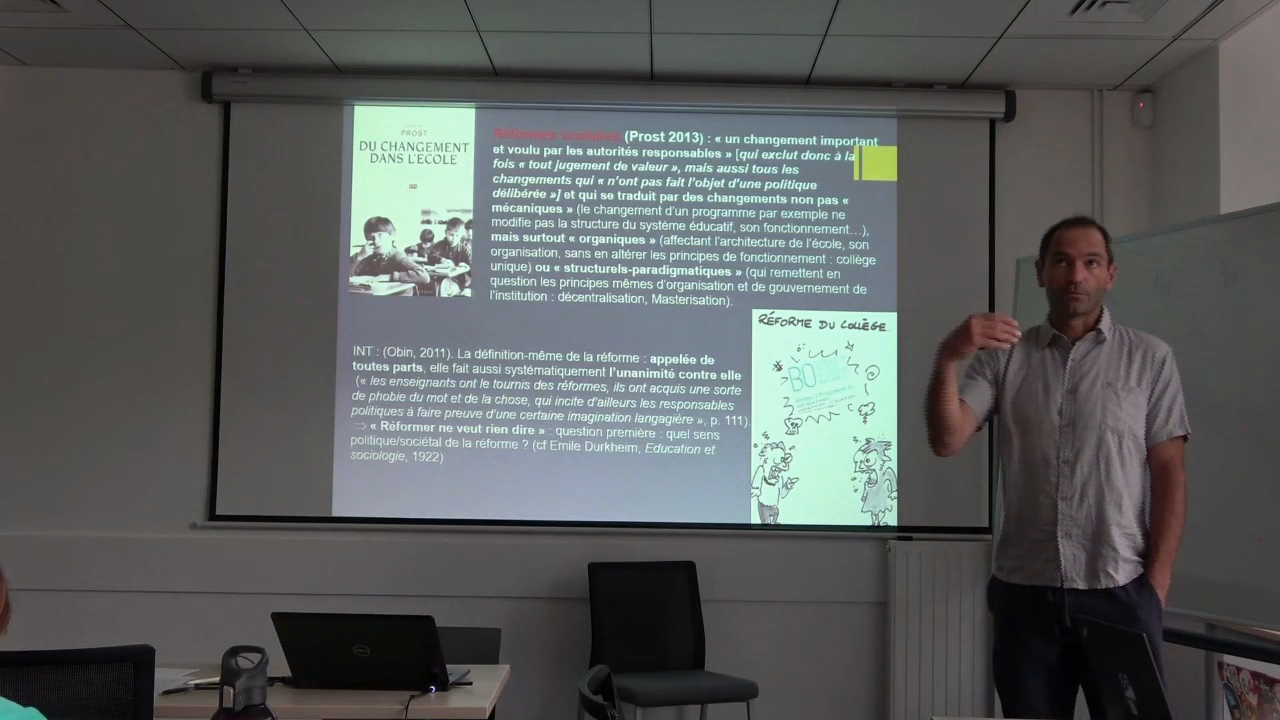 PROST
DU CHANGEMENT
DANS L'ECOLE
Réformes scolaires (Prost 2013) : « un changement important
et voulu par les autorités responsables » [qui exclut donc à la
fois « tout jugement de valeur », mais aussi tous les
changements qui « n'ont pas fait l'objet d'une politique
délibérée »] et qui se traduit par des changements non pas «
mécaniques » (le changement d'un programme par exemple ne
modifie pas la structure du système éducatif, son fonctionnement…),
mais surtout « organiques » (affectant l'architecture de l'école, son
organisation, sans en altérer les principes de fonctionnement : collège
unique) ou « structurels-paradigmatiques » (qui remettent en
question les principes mêmes d'organisation et de gouvernement de
l'institution : décentralisation, Masterisation).
INT : (Obin, 2011). La définition-même de la réforme : appelée de
toutes parts, elle fait aussi systématiquement l'unanimité contre elle
(« les enseignants ont le tournis des réformes, ils ont acquis une sorte
de phobie du mot et de la chose, qui incite d'ailleurs les responsables
politiques à faire preuve d'une certaine imagination langagière », p. 111).
⇒ « Réformer ne veut rien dire » : question première : quel sens
politique/sociétal de la réforme ? (cf Emile Durkheim, Education et
sociologie, 1922)
RÉFORME DU COLLÈGE
BO
DELL